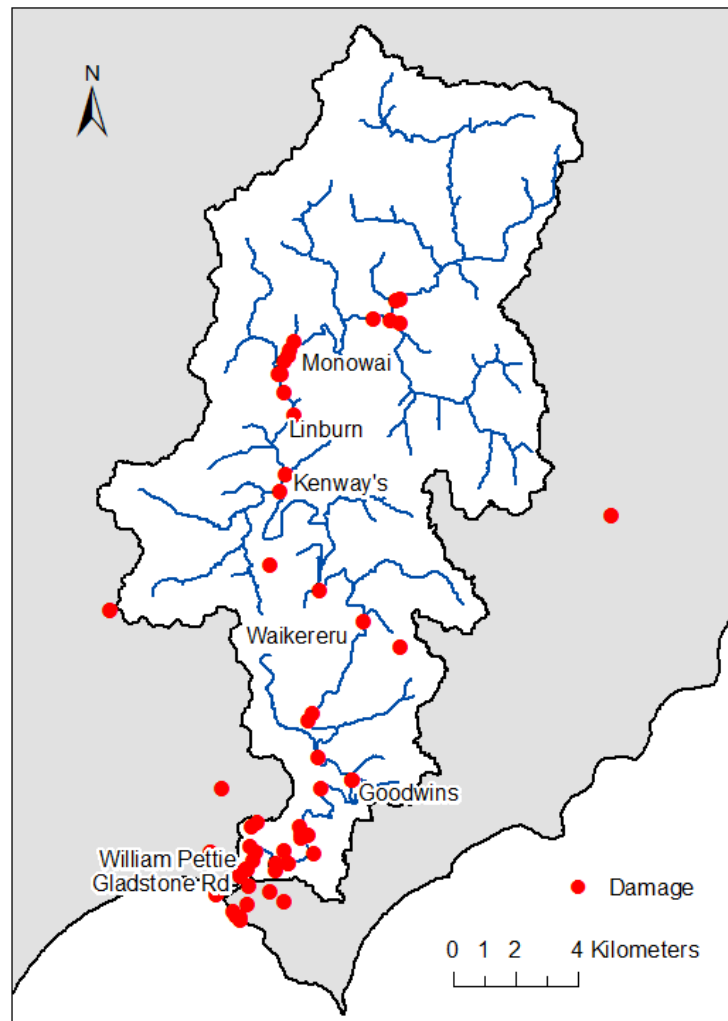 N
Monowai
Linburn
Kenway's
Waikereru
Goodwins
William Pettie
Gladstone Rd
Damage
0 1 2 4 Kilometers